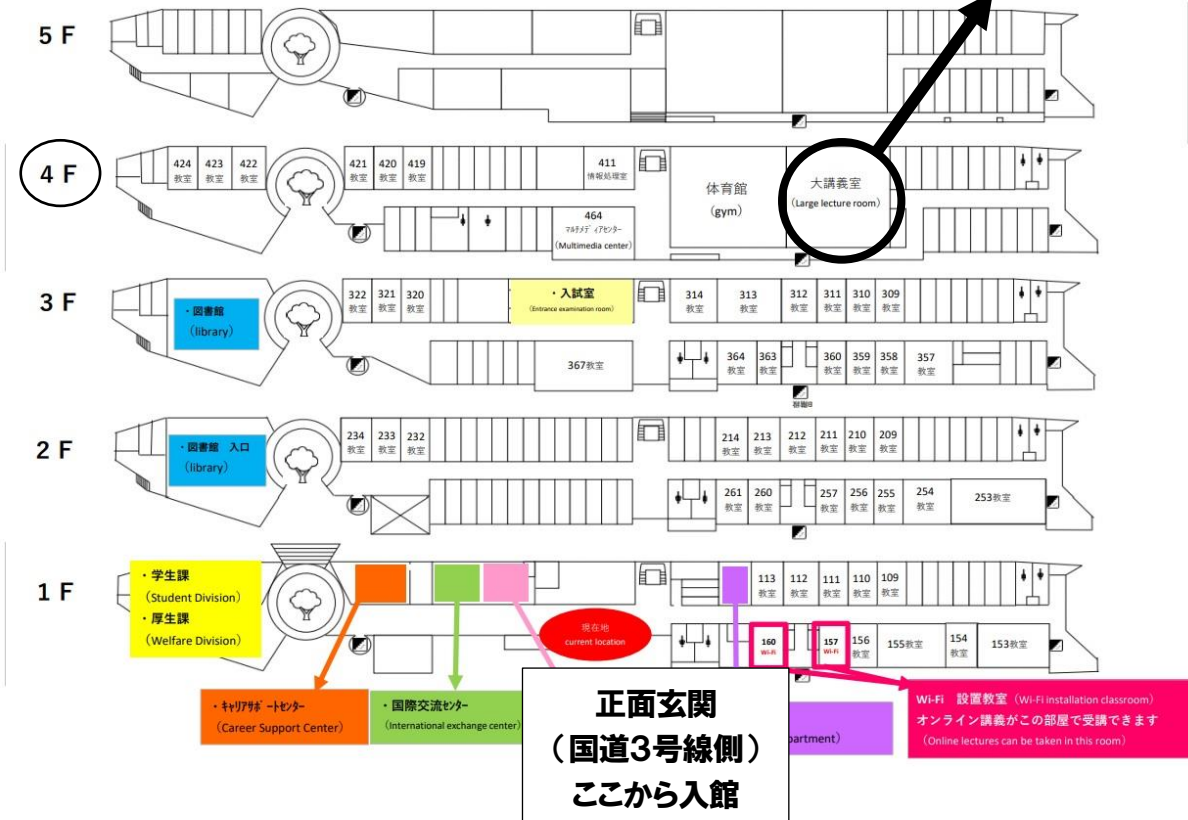 5 F
4 F
424 教室
423 教室
422 教室
421 教室
420 教室
419 教室
411 情報処理室
体育館
(gym)
大講義室
(Large lecture room)
464
マルチメディアセンター
(Multimedia center)
3 F
・図書館
(library)
322 教室
321 教室
320 教室
・入試室
(Entrance examination room)
314 教室
313 教室
312 教室
311 教室
310 教室
309 教室
367教室
364 教室
363 教室
360 教室
359 教室
358 教室
357 教室
2 F
・図書館 入口
(library)
234 教室
233 教室
232 教室
214 教室
213 教室
212 教室
211 教室
210 教室
209 教室
261 教室
260 教室
257 教室
256 教室
255 教室
254 教室
253教室
1 F
・学生課
(Student Division)
・厚生課
(Welfare Division)
113 教室
112 教室
111 教室
110 教室
109 教室
現在地
current location
160
Wi-Fi
157
Wi-Fi
156 教室
155教室
154 教室
153教室
・キャリアサポートセンター
(Career Support Center)
・国際交流センター
(International exchange center)
正面玄関
（国道3号線側）
ここから入館
partment)
Wi-Fi 設置教室（Wi-Fi installation classroom)
オンライン講義がこの部屋で受講できます
(Online lectures can be taken in this room)